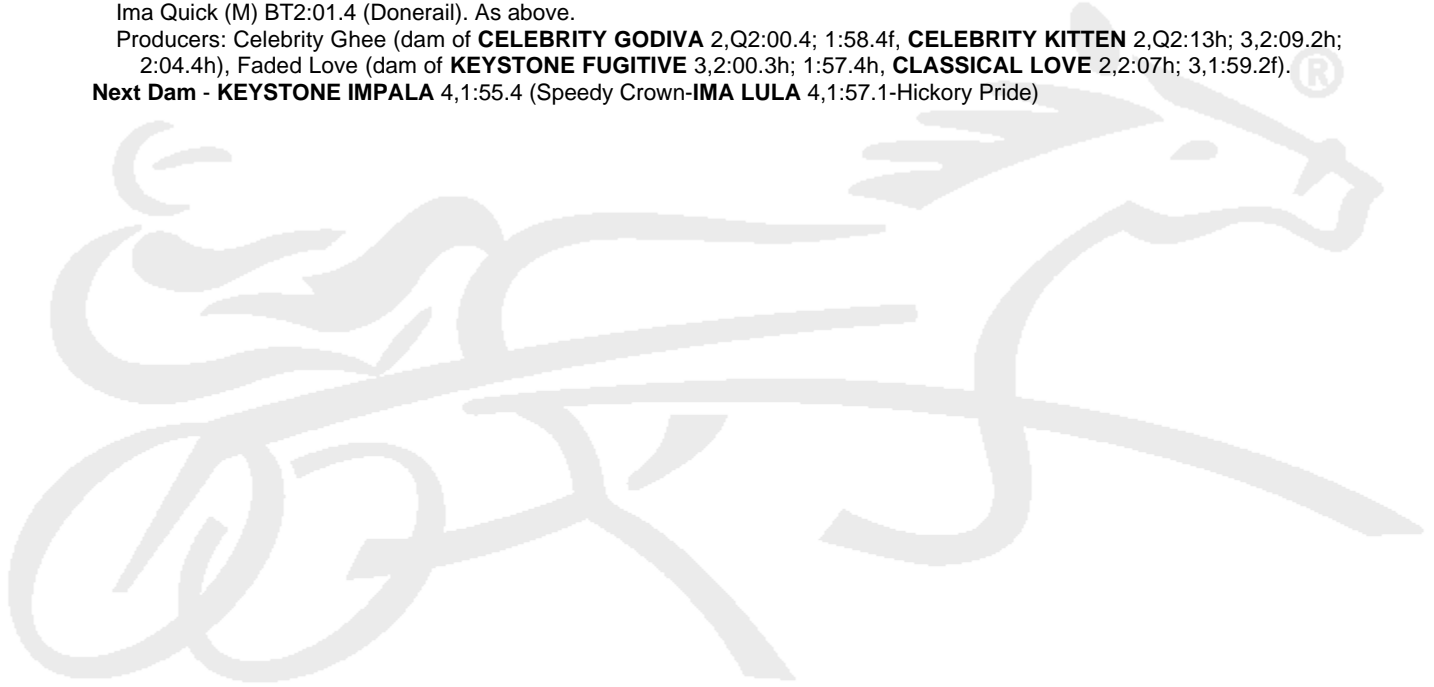 Ima Quick (M) BT2:01.4 (Donerail). As above.
Producers: Celebrity Ghee (dam of CELEBRITY GODIVA 2,Q2:00.4; 1:58.4f, CELEBRITY KITTEN 2,Q2:13h; 3,2:09.2h;
2:04.4h), Faded Love (dam of KEYSTONE FUGITIVE 3,2:00.3h; 1:57.4h, CLASSICAL LOVE 2,2:07h; 3,1:59.2f).
Next Dam - KEYSTONE IMPALA 4,1:55.4 (Speedy Crown-IMA LULA 4,1:57.1-Hickory Pride)
®